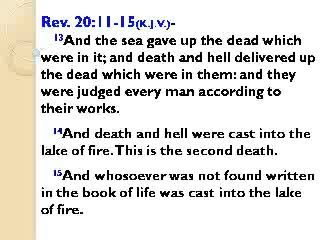 Rev. 20:11-15(K.J.V.)-
13And the sea gave up the dead which
were in it; and death and hell delivered up
the dead which were in them: and they
were judged every man according to
their works.
14And death and hell were cast into the
lake of fire. This is the second death.
15And whosoever was not found written
in the book of life was cast into the lake
of fire.